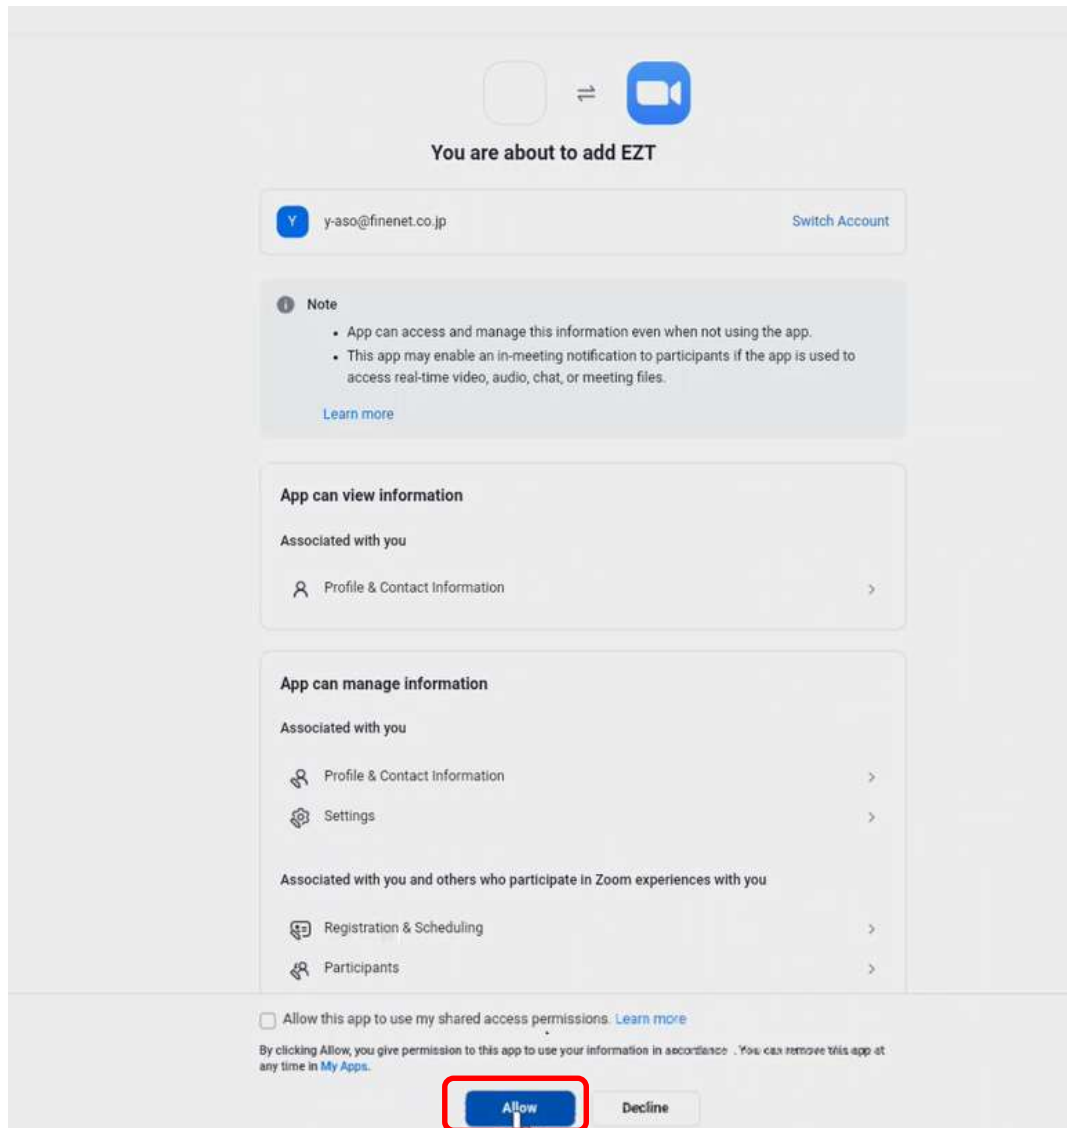 You are about to add EZT
Y
y-aso@finenet.co.jp
Switch Account
Note
• App can access and manage this information even when not using the app.
• This app may enable an in-meeting notification to participants if the app is used to
access real-time video, audio, chat, or meeting files.
Learn more
App can view information
Associated with you
Profile & Contact Information
App can manage information
Associated with you
Profile & Contact Information
Settings
Associated with you and others who participate in Zoom experiences with you
Registration & Scheduling
Participants
Allow this app to use my shared access permissions. Learn more
By clicking Allow, you give permission to this app to use your information in accordance . You can remove this app at
any time in My Apps.
Allow
Decline